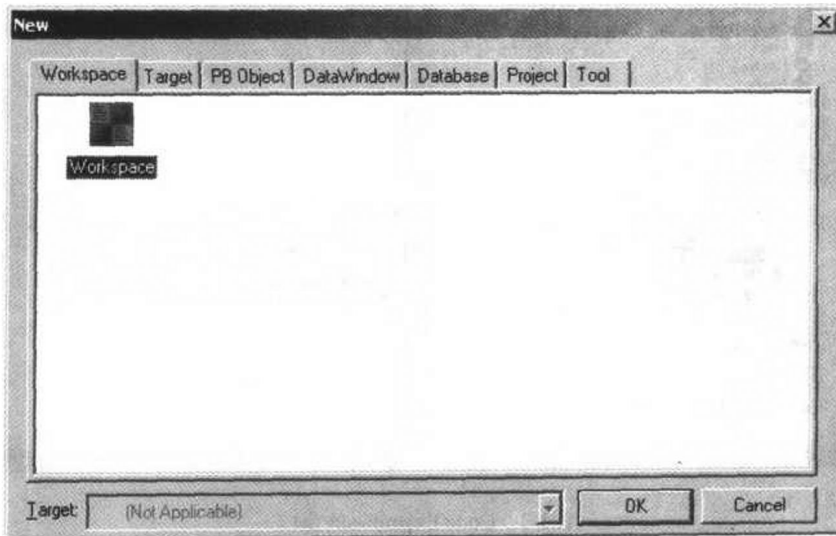 New
Workspace Target PB Object DataWindow Database Project Tool
Workspace
Target: (Not Applicable) OK Cancel